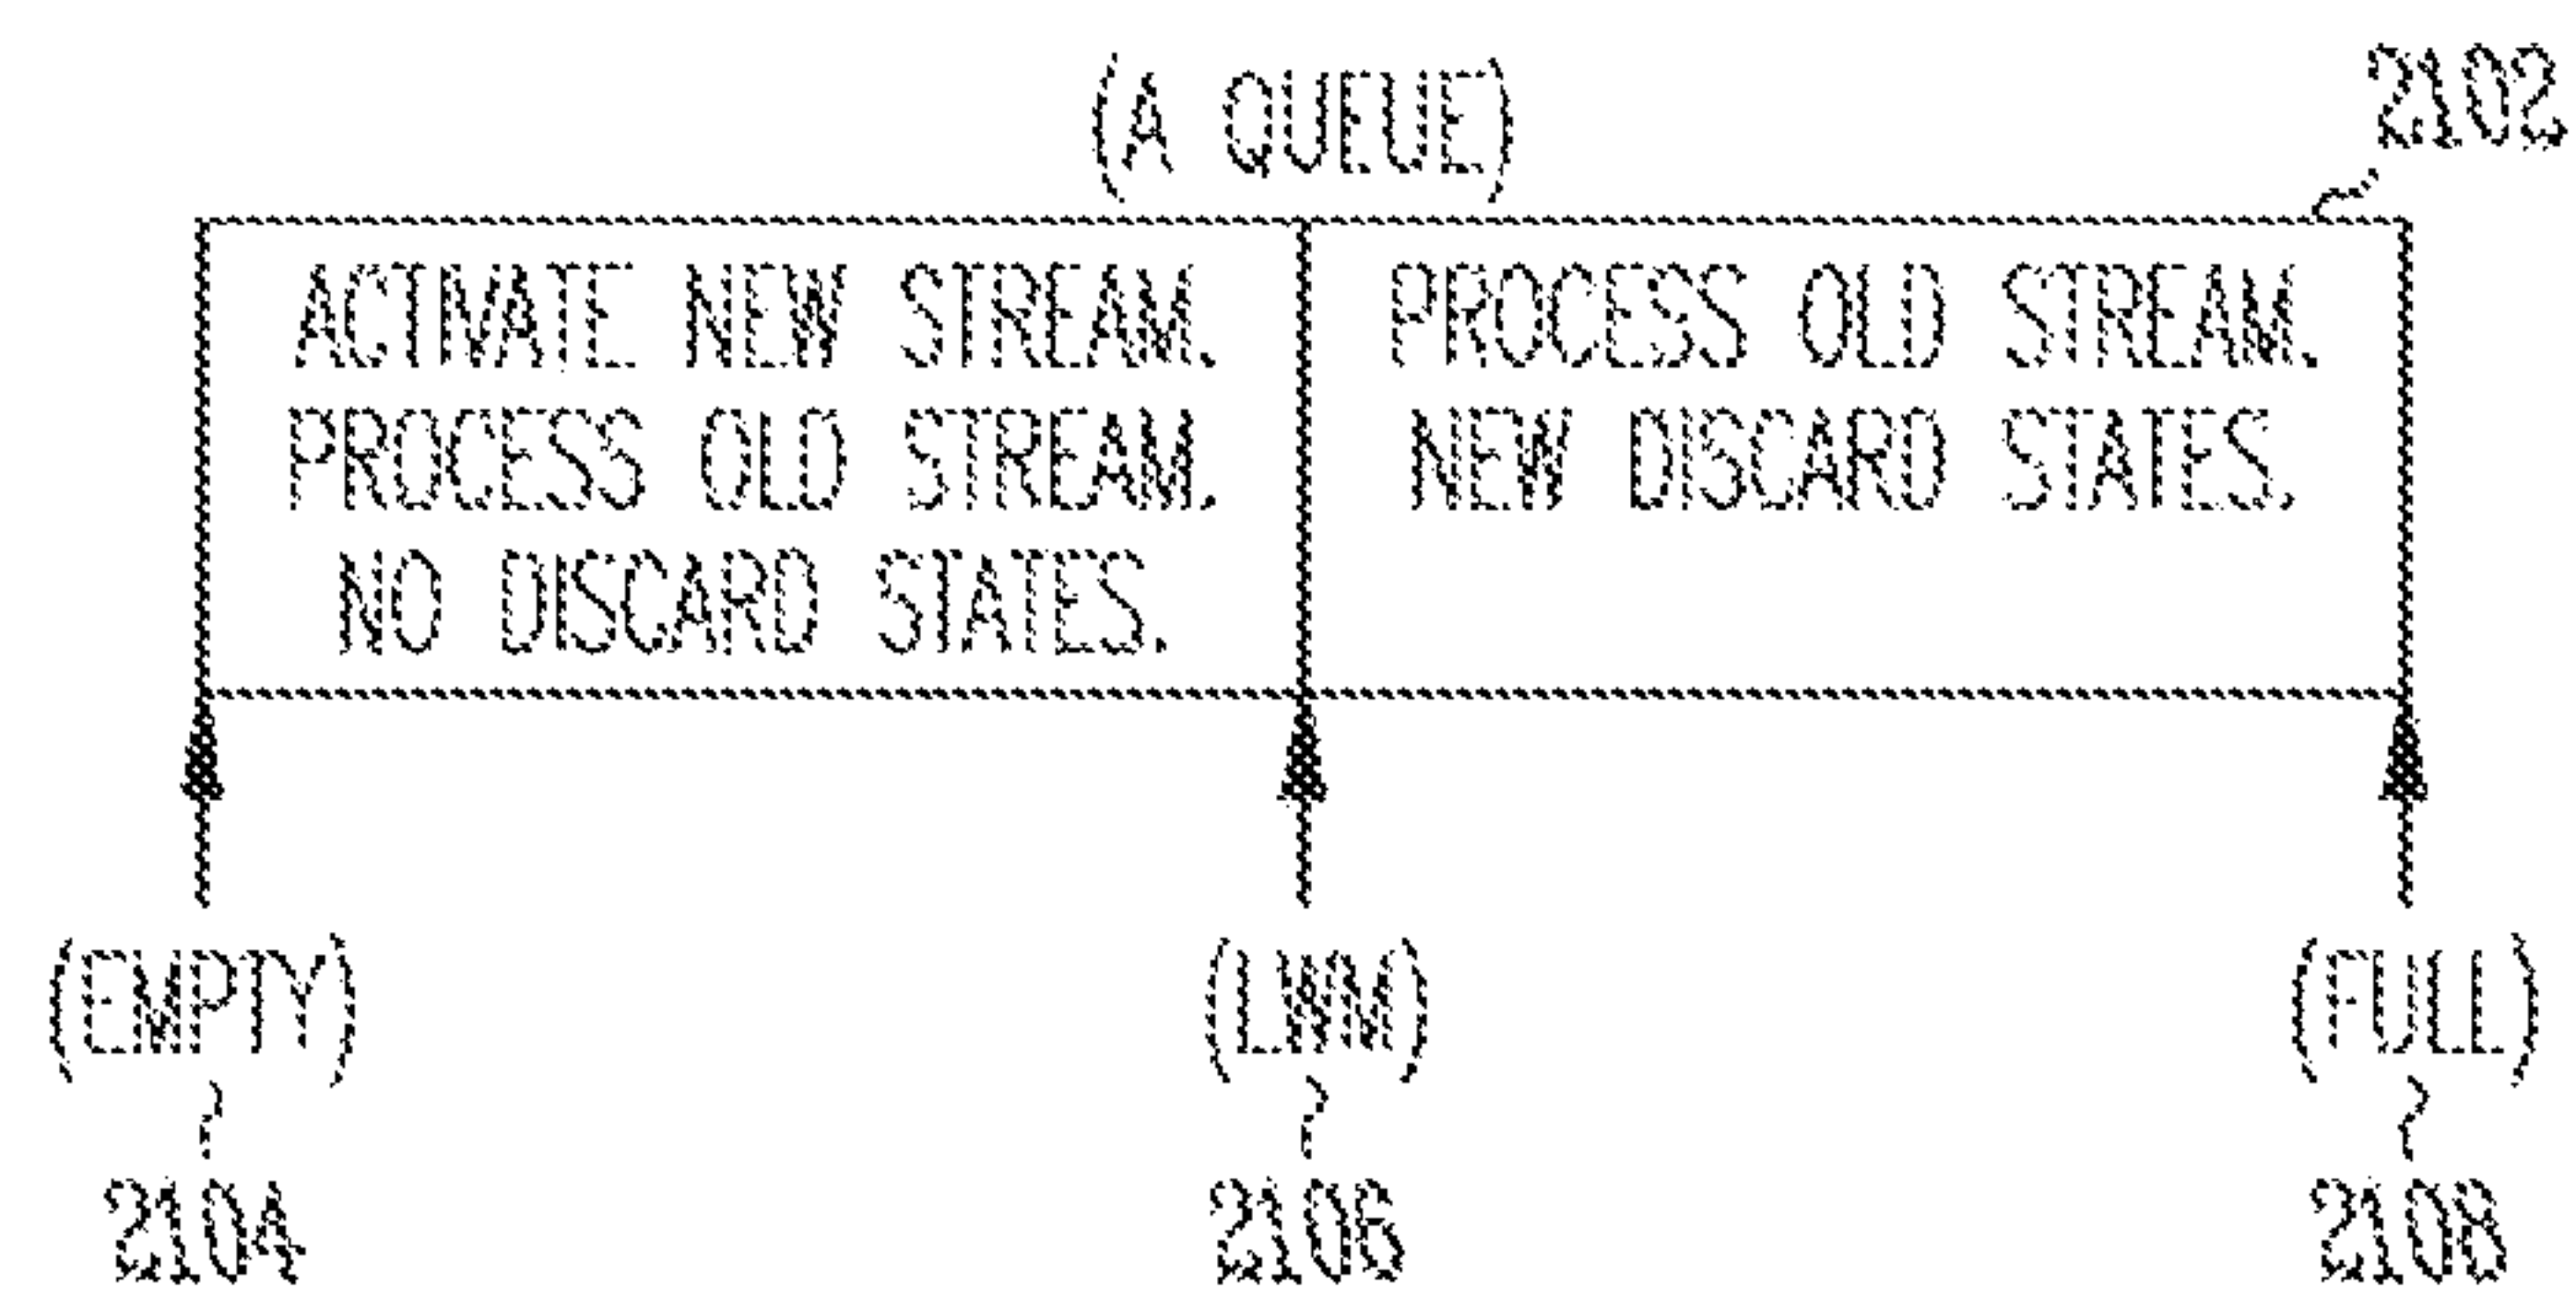 (A QUEUE)
2102
ACTIVATE NEW STREAM.
PROCESS OLD STREAM.
NO DISCARD STATES.
PROCESS OLD STREAM.
NEW DISCARD STATES.
(EMPTY)
(LWM)
(FULL)
2104
2106
2108